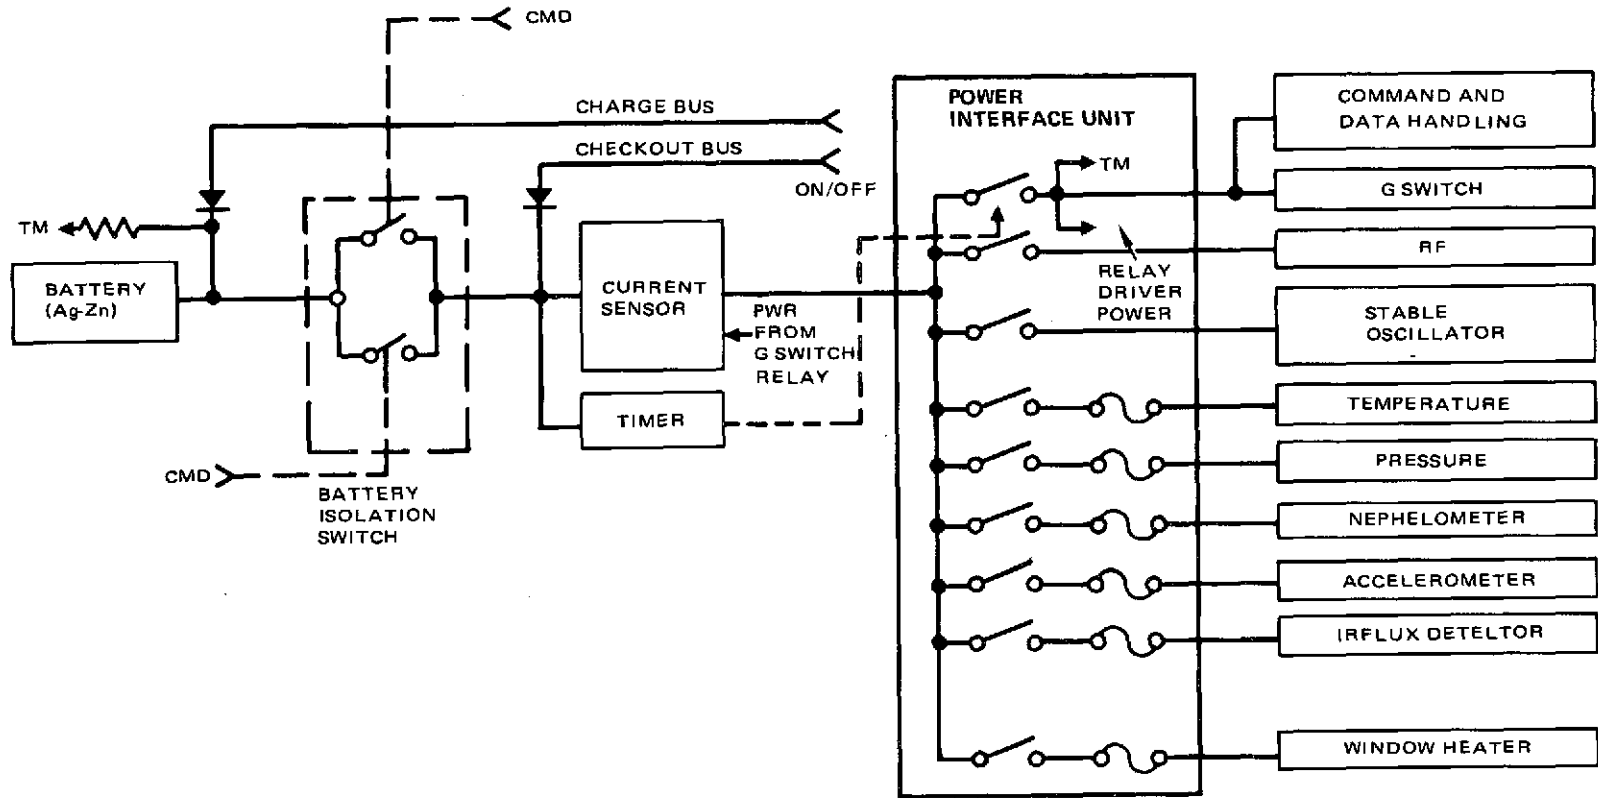 CMD
CHARGE BUS
CHECKOUT BUS
ON/OFF
TM
BATTERY
(Ag-Zn)
CURRENT
SENSOR
PWR
FROM
G SWITCH
RELAY
TIMER
CMD
BATTERY
ISOLATION
SWITCH
POWER
INTERFACE UNIT
TM
RELAY
DRIVER
POWER
COMMAND AND
DATA HANDLING
G SWITCH
RF
STABLE
OSCILLATOR
TEMPERATURE
PRESSURE
NEPHELOMETER
ACCELEROMETER
IRFLUX DETELTOR
WINDOW HEATER